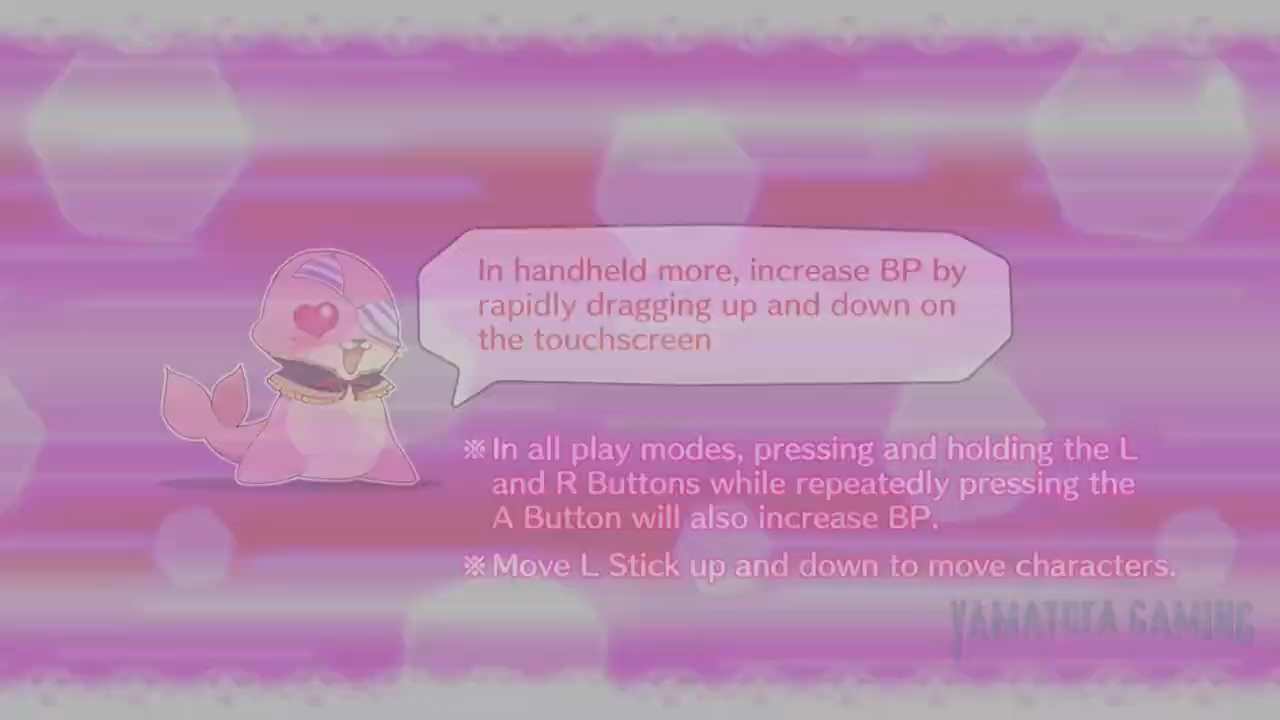 In handheld more, increase BP by
rapidly dragging up and down on
the touchscreen
※In all play modes, pressing and holding the L
and R Buttons while repeatedly pressing the
A Button will also increase BP.
※Move L Stick up and down to move characters.
GAMING